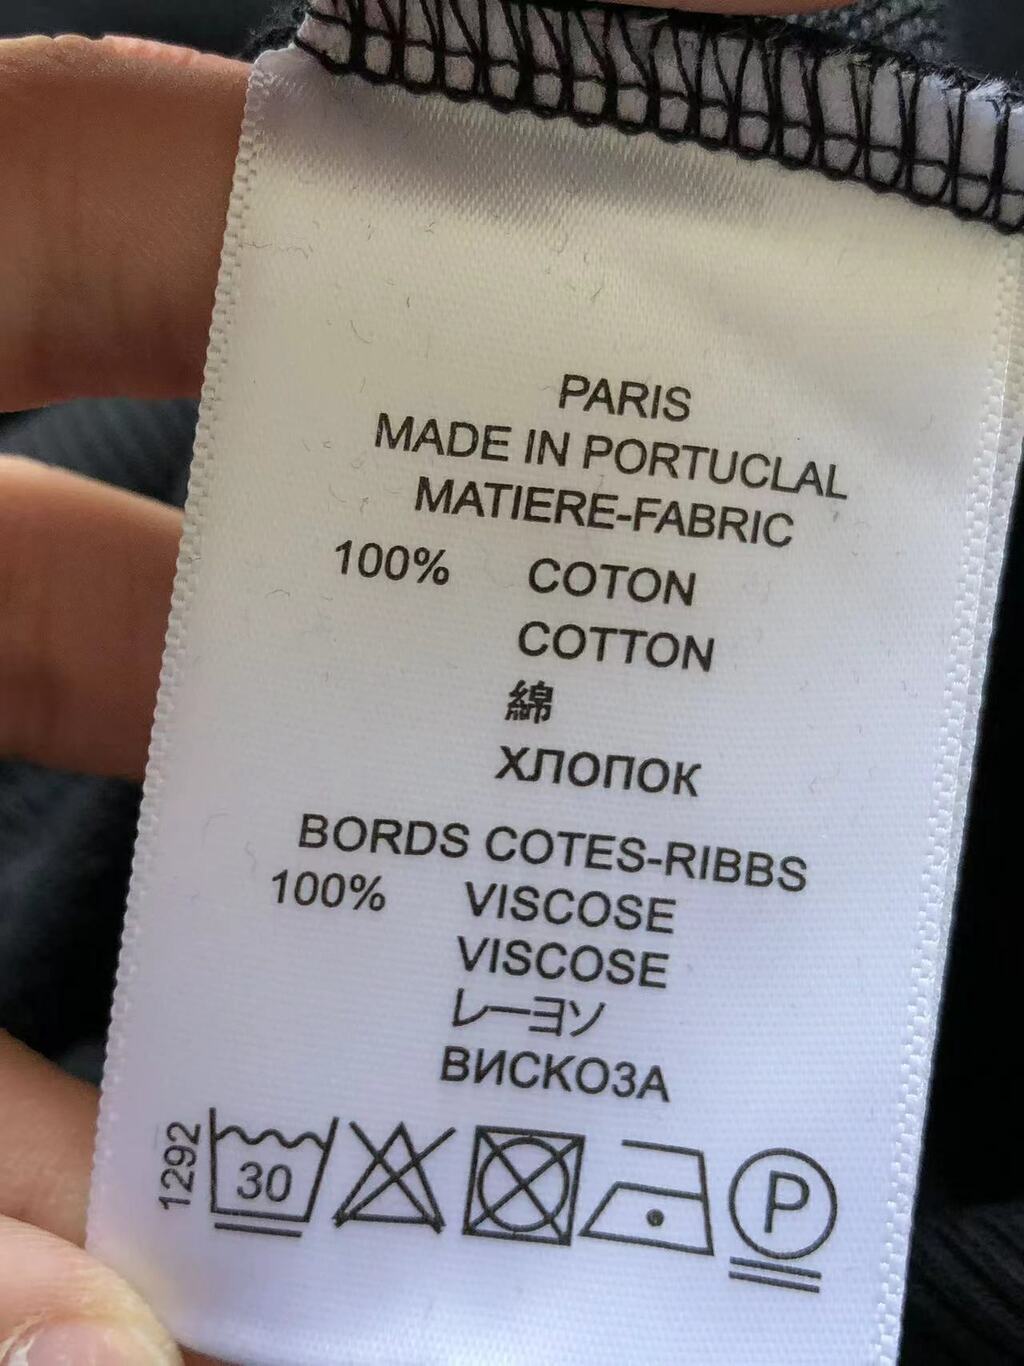 PARIS
MADE IN PORTUCLAL
MATIERE-FABRIC
100% COTON
COTTON
綿
ХЛОПОК
BORDS COTES-RIBBS
100% VISCOSE
VISCOSE
レーヨソ
ВИСКОЗА
1292
30
P